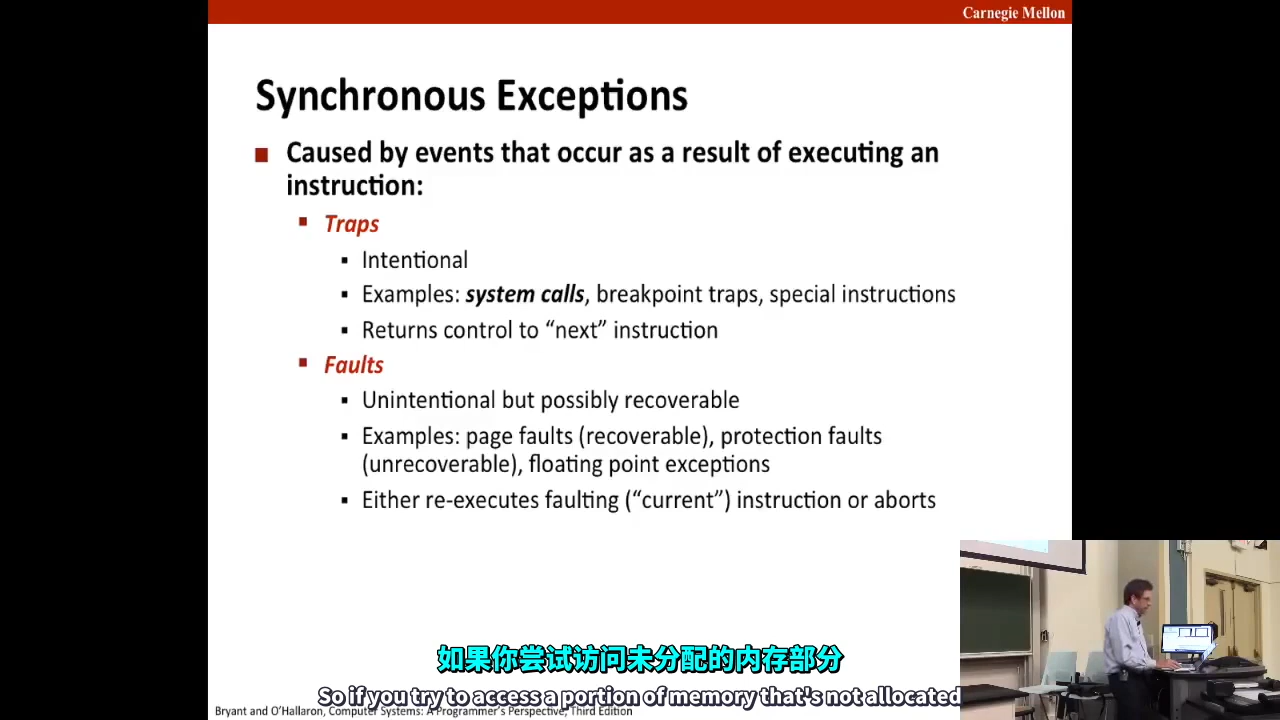 Carnegie Mellon
Synchronous Exceptions
Caused by events that occur as a result of executing an
instruction:
Traps
Intentional
Examples: system calls, breakpoint traps, special instructions
Returns control to “next” instruction
Faults
Unintentional but possibly recoverable
Examples: page faults (recoverable), protection faults
(unrecoverable), floating point exceptions
Either re-executes faulting (“current”) instruction or aborts
如果你尝试访问未分配的内存部分
So if you try to access a portion of memory that's not allocated
Bryant and O’Hallaron, Computer Systems: A Programmer’s Perspective, Third Edition